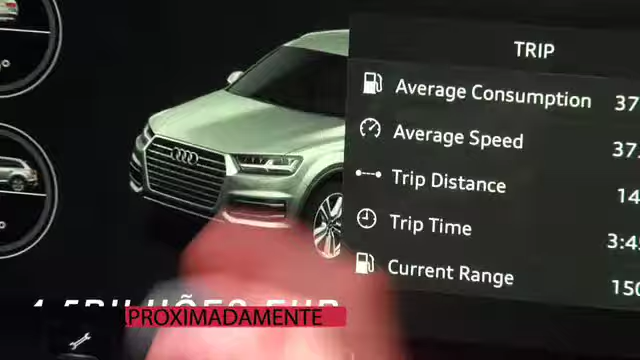 TRIP
Average Consumption 37
Average Speed 37.
Trip Distance 14
Trip Time 3:4
Current Range 150
PROXIMADAMENTE